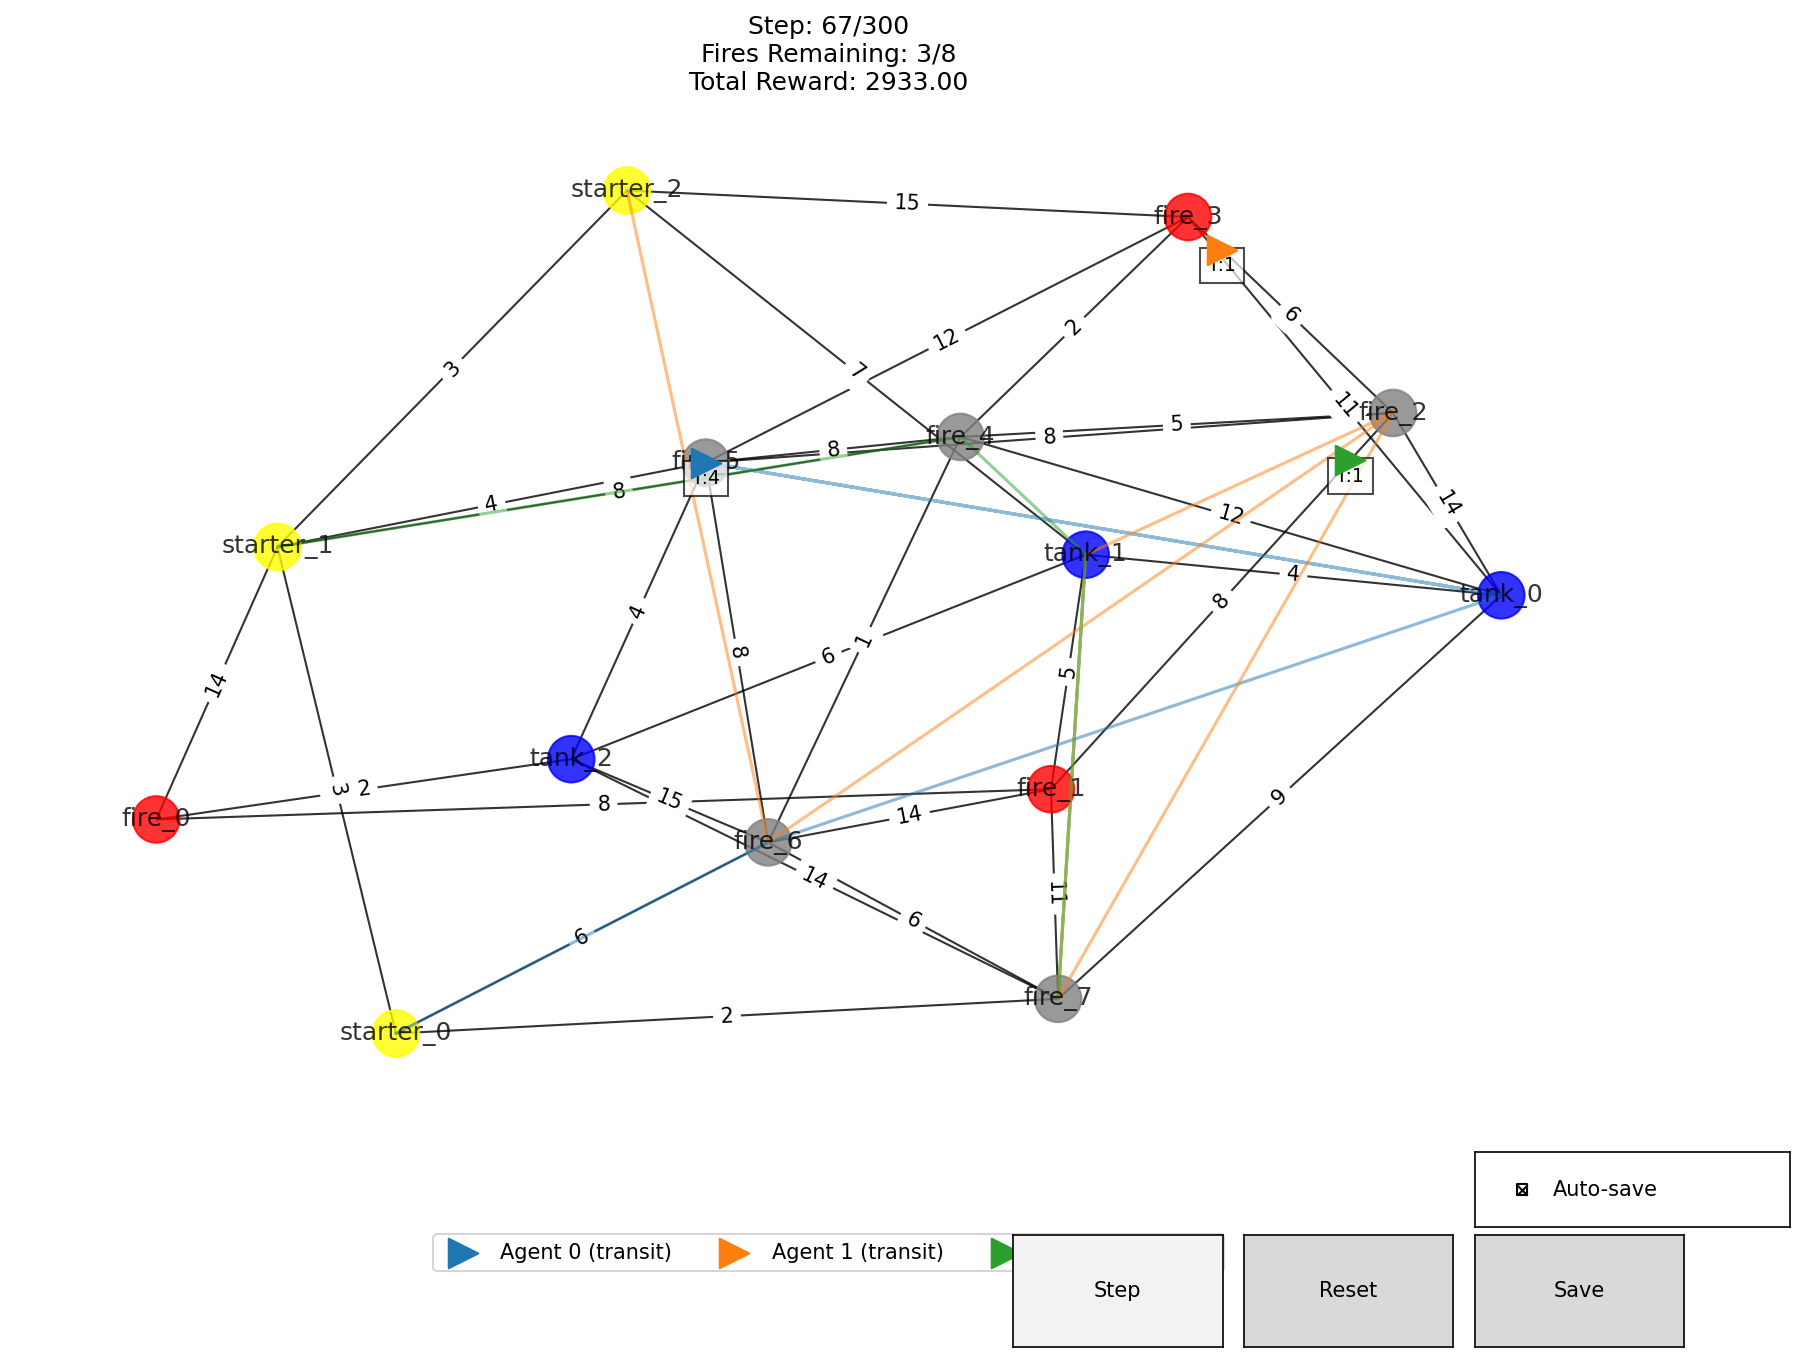 Step: 67/300
Fires Remaining: 3/8
Total Reward: 2933.00
starter_2
15
fire_3
T:1
6
3
12
2
7
11
fire_2
5
8
8
fire_4
T:1
T:4
4
8
14
12
starter_1
tank_1
4
tank_0
4
8
1
6
8
5
14
tank_2
2
3
15
8
fire_1
fire_0
14
9
fire_6
14
11
6
6
fire_7
2
starter_0
Auto-save
Agent 0 (transit)
Agent 1 (transit)
Step
Reset
Save